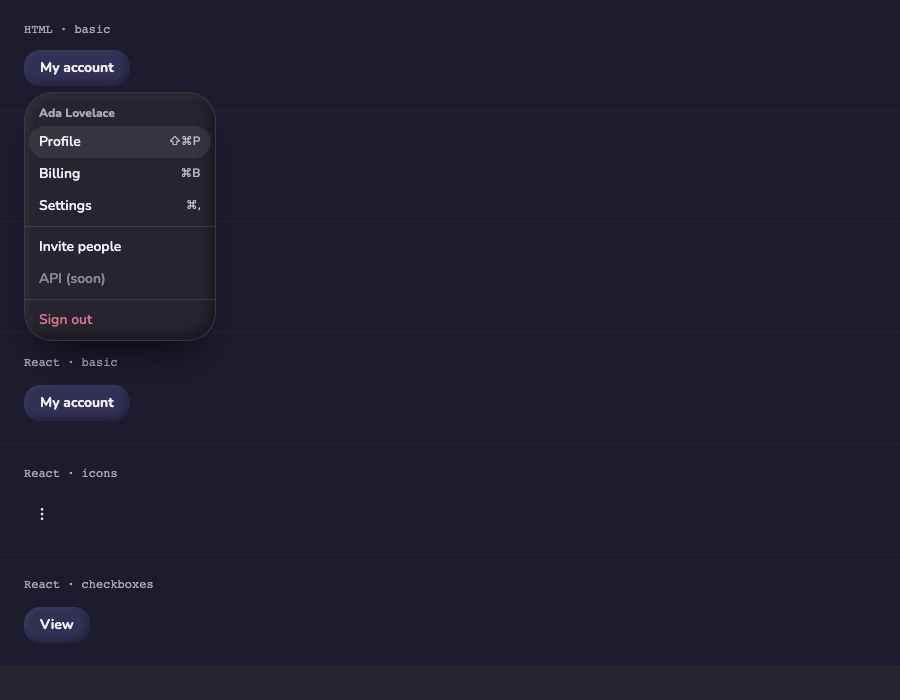 HTML · basic
My account
Ada Lovelace
Profile ⇧⌘P
Billing ⌘B
Settings ⌘,
Invite people
API (soon)
Sign out
React · basic
My account
React · icons
React · checkboxes
View